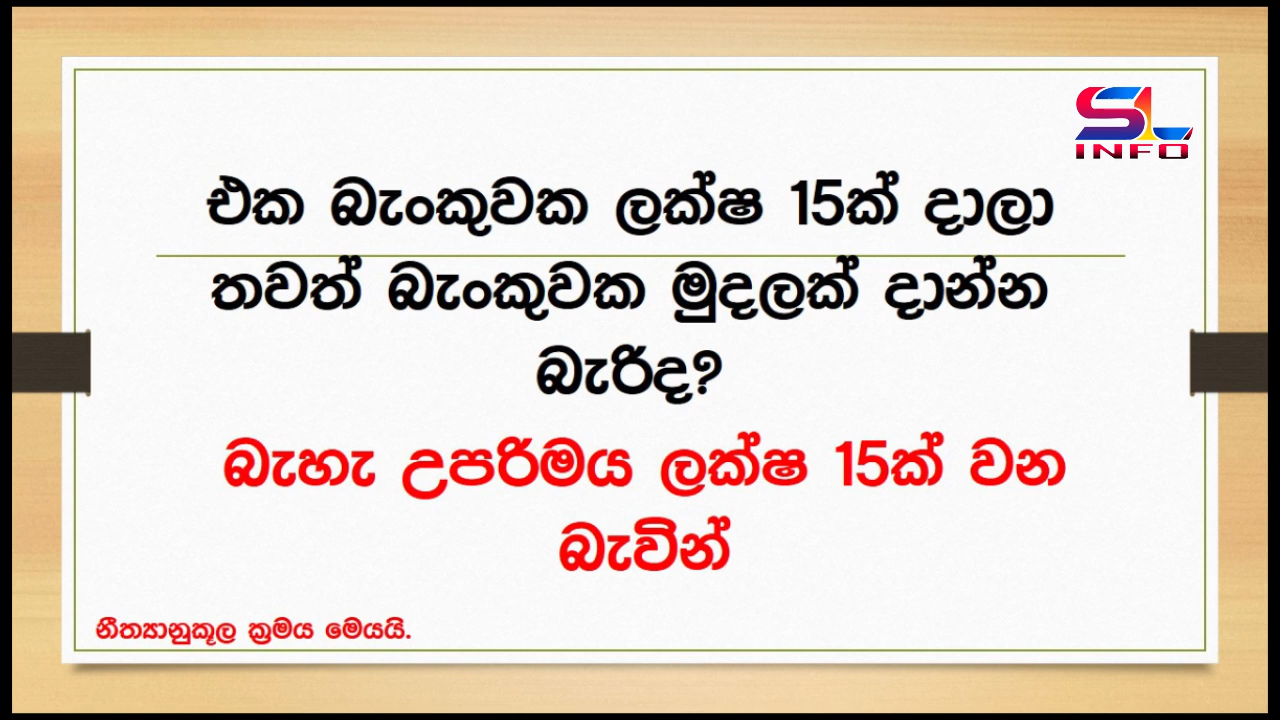 SL
INFO
එක බැංකුවක ලක්ෂ 15ක් දාලා
තවත් බැංකුවක මුදලක් දාන්න
බැරිද?
බැහැ උපරිමය ලක්ෂ 15ක් වන
බැවින්
නීත්‍යානුකූල ක්‍රමය මෙයයි.